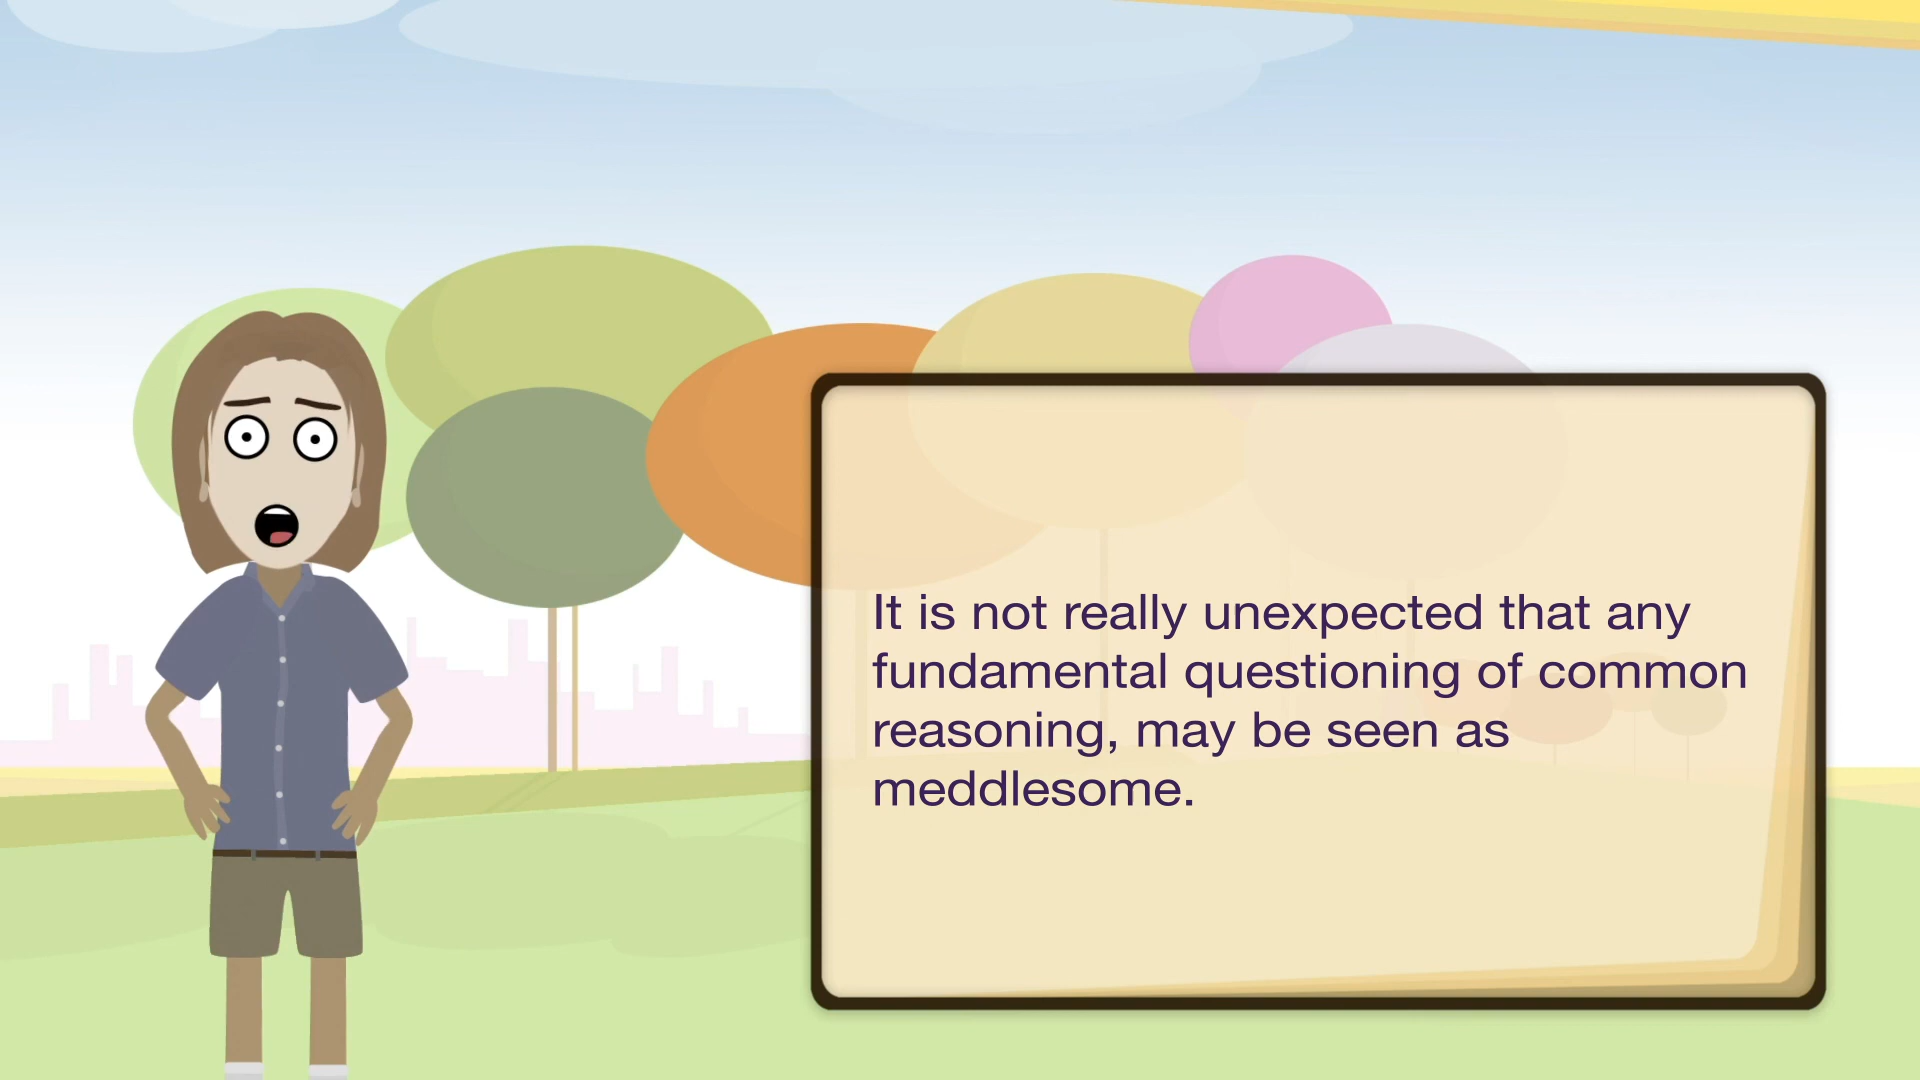 It is not really unexpected that any
fundamental questioning of common
reasoning, may be seen as
meddlesome.